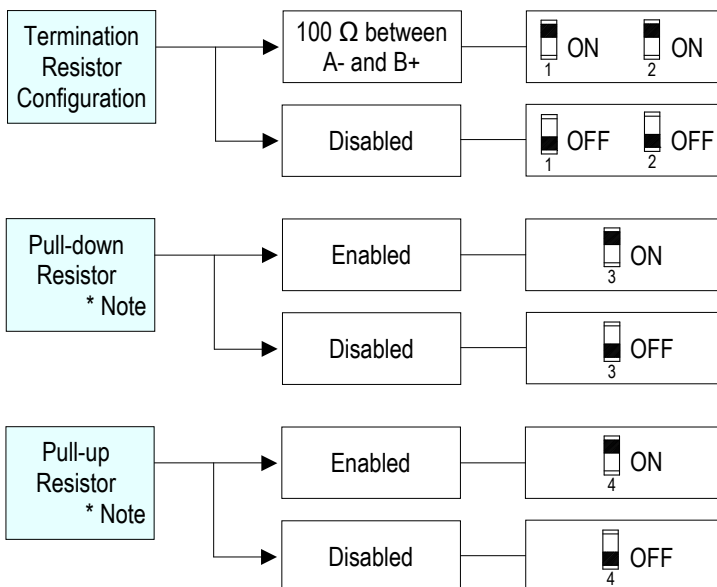 Termination
Resistor
Configuration
100 Ω between
A- and B+
1
ON
2
ON
Disabled
1
OFF
2
OFF
Pull-down
Resistor
* Note
Enabled
3
ON
Disabled
3
OFF
Pull-up
Resistor
* Note
Enabled
4
ON
Disabled
4
OFF